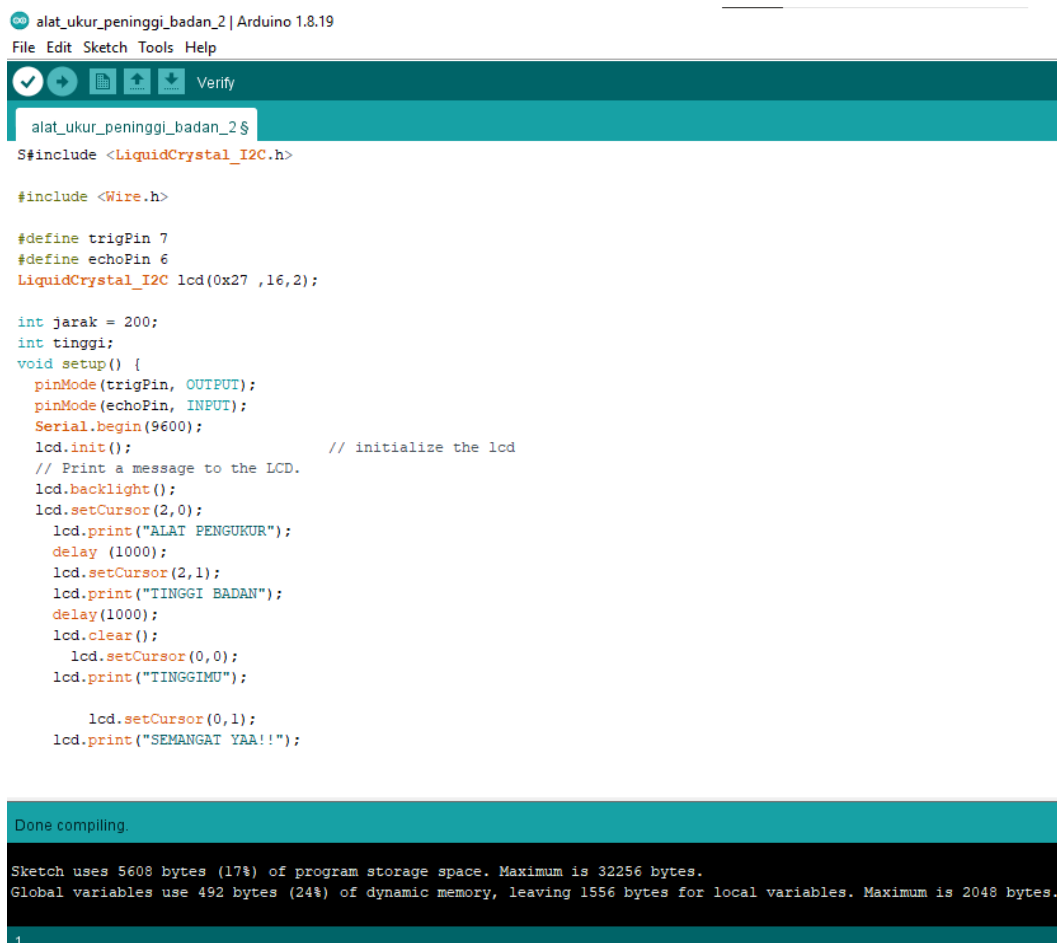 alat_ukur_peninggi_badan_2 | Arduino 1.8.19
File Edit Sketch Tools Help
Verify
alat_ukur_peninggi_badan_2 §
S#include <LiquidCrystal_I2C.h>
#include <Wire.h>
#define trigPin 7
#define echoPin 6
LiquidCrystal_I2C lcd(0x27 ,16,2);
int jarak = 200;
int tinggi;
void setup() {
pinMode(trigPin, OUTPUT);
pinMode(echoPin, INPUT);
Serial.begin(9600);
lcd.init(); // initialize the lcd
// Print a message to the LCD.
lcd.backlight();
lcd.setCursor(2,0);
lcd.print("ALAT PENGUKUR");
delay (1000);
lcd.setCursor(2,1);
lcd.print("TINGGI BADAN");
delay(1000);
lcd.clear();
lcd.setCursor(0,0);
lcd.print("TINGGIMU");
lcd.setCursor(0,1);
lcd.print("SEMANGAT YAA!!");
Done compiling.
Sketch uses 5608 bytes (17%) of program storage space. Maximum is 32256 bytes.
Global variables use 492 bytes (24%) of dynamic memory, leaving 1556 bytes for local variables. Maximum is 2048 bytes.
1